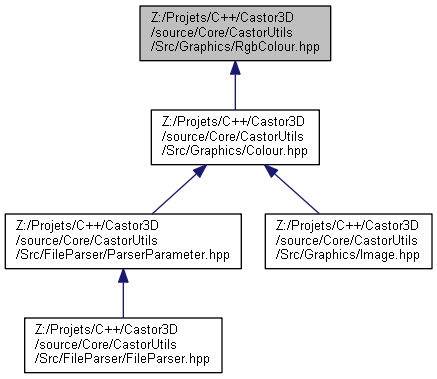 Z:/Projets/C++/Castor3D
/source/Core/CastorUtils
/Src/Graphics/RgbColour.hpp
Z:/Projets/C++/Castor3D
/source/Core/CastorUtils
/Src/Graphics/Colour.hpp
Z:/Projets/C++/Castor3D
/source/Core/CastorUtils
/Src/FileParser/ParserParameter.hpp
Z:/Projets/C++/Castor3D
/source/Core/CastorUtils
/Src/Graphics/Image.hpp
Z:/Projets/C++/Castor3D
/source/Core/CastorUtils
/Src/FileParser/FileParser.hpp